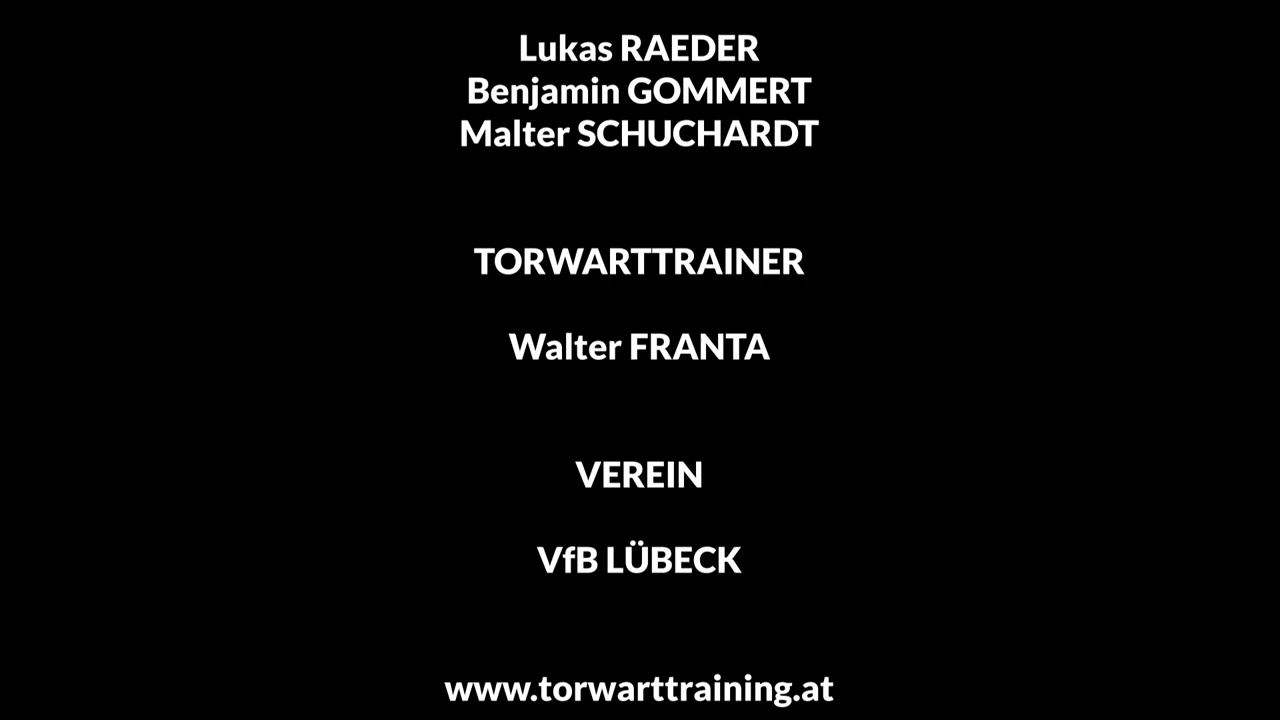 Lukas RAEDER
Benjamin GOMMERT
Malter SCHUCHARDT
TORWARTTRAINER
Walter FRANTA
VEREIN
VfB LÜBECK
www.torwarttraining.at